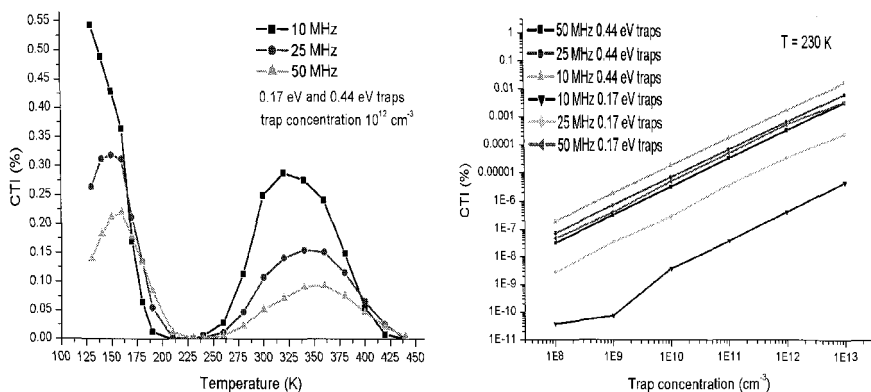 0.55
0.50
0.45
0.40
0.35
0.30
0.25
0.20
0.15
0.10
0.05
0.00
CTI (%)
10 MHz
25 MHz
50 MHz
0.17 eV and 0.44 eV traps
trap concentration 10¹² cm⁻³
100 125 150 175 200 225 250 275 300 325 350 375 400 425 450
Temperature (K)
1
0.1
0.01
0.001
0.0001
0.00001
1E-6
1E-7
1E-8
1E-9
1E-10
1E-11
CTI (%)
50 MHz 0.44 eV traps
25 MHz 0.44 eV traps
10 MHz 0.44 eV traps
10 MHz 0.17 eV traps
25 MHz 0.17 eV traps
50 MHz 0.17 eV traps
T = 230 K
1E8 1E9 1E10 1E11 1E12 1E13
Trap concentration (cm⁻³)